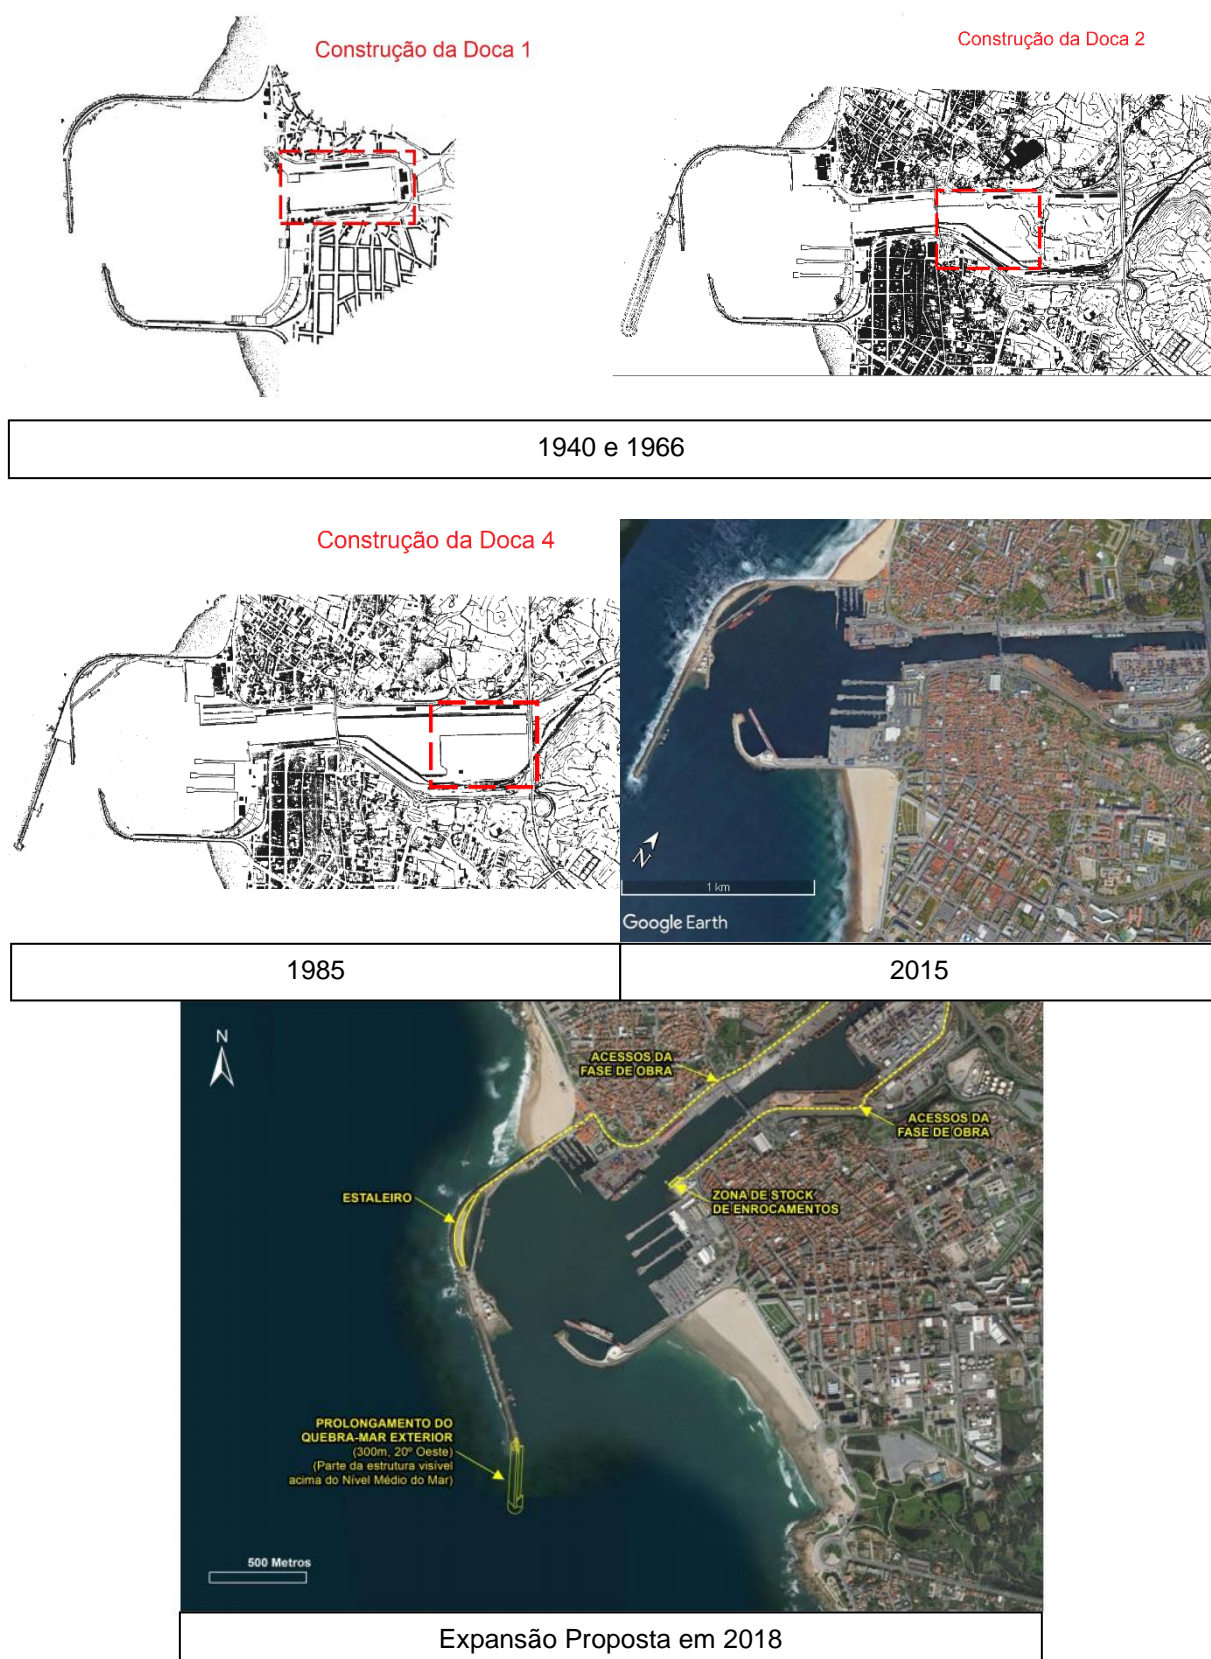 Construção da Doca 1
Construção da Doca 2
1940 e 1966
Construção da Doca 4
N
1 km
Google Earth
1985
2015
N
ACESSOS DA
FASE DE OBRA
ACESSOS DA
FASE DE OBRA
ESTALEIRO
ZONA DE STOCK
DE ENROCAMENTOS
PROLONGAMENTO DO
QUEBRA-MAR EXTERIOR
(300m, 20º Oeste)
(Parte da estrutura visível
acima do Nível Médio do Mar)
500 Metros
Expansão Proposta em 2018